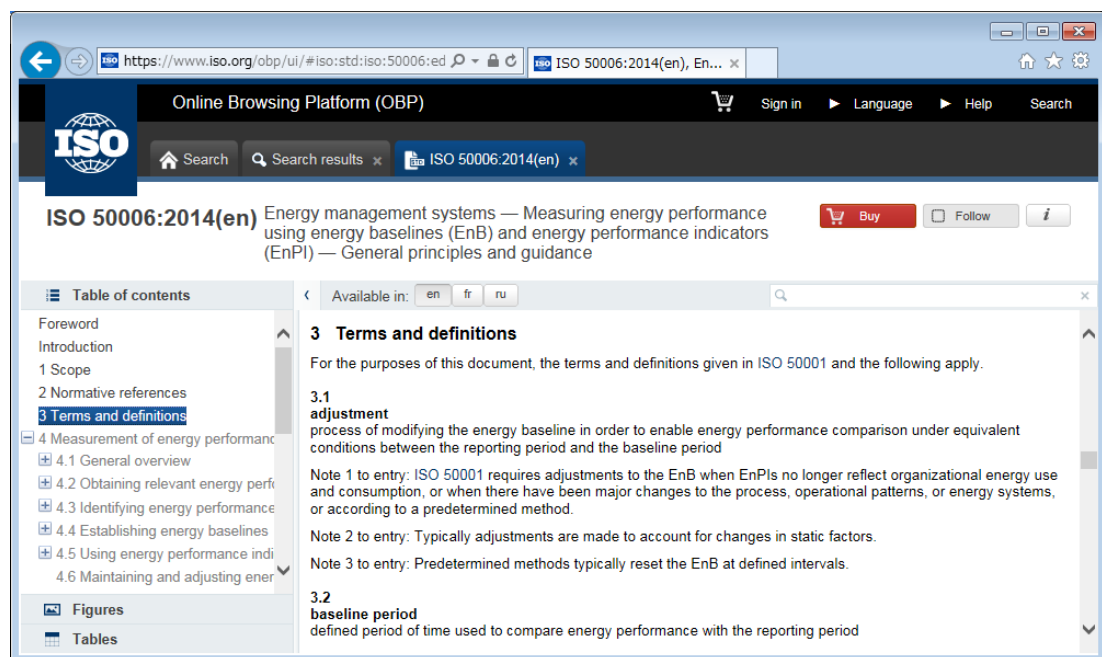 https://www.iso.org/obp/ui/#iso:std:iso:50006:ed
ISO 50006:2014(en), En...
Online Browsing Platform (OBP)
Sign in
Language
Help
Search
ISO
Search
Search results
ISO 50006:2014(en)
ISO 50006:2014(en)
Energy management systems — Measuring energy performance
using energy baselines (EnB) and energy performance indicators
(EnPI) — General principles and guidance
Buy
Follow
i
Table of contents
Available in: en fr ru
Foreword
Introduction
1 Scope
2 Normative references
3 Terms and definitions
4 Measurement of energy performanc
4.1 General overview
4.2 Obtaining relevant energy perfo
4.3 Identifying energy performance
4.4 Establishing energy baselines
4.5 Using energy performance indi
4.6 Maintaining and adjusting ener
Figures
Tables
3 Terms and definitions
For the purposes of this document, the terms and definitions given in ISO 50001 and the following apply.
3.1
adjustment
process of modifying the energy baseline in order to enable energy performance comparison under equivalent
conditions between the reporting period and the baseline period
Note 1 to entry: ISO 50001 requires adjustments to the EnB when EnPIs no longer reflect organizational energy use
and consumption, or when there have been major changes to the process, operational patterns, or energy systems,
or according to a predetermined method.
Note 2 to entry: Typically adjustments are made to account for changes in static factors.
Note 3 to entry: Predetermined methods typically reset the EnB at defined intervals.
3.2
baseline period
defined period of time used to compare energy performance with the reporting period